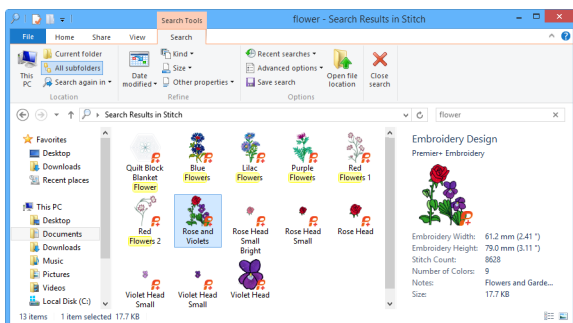 Search Tools
flower - Search Results in Stitch
File Home Share View Search
This PC
Current folder
All subfolders
Search again in
Location
Date modified
Kind
Size
Other properties
Refine
Recent searches
Advanced options
Save search
Open file location
Options
Close search
Search Results in Stitch
flower
Favorites
Desktop
Downloads
Recent places
This PC
Desktop
Documents
Downloads
Music
Pictures
Videos
Local Disk (C:)
Quilt Block Blanket Flower
Blue Flowers
Lilac Flowers
Purple Flowers
Red Flowers 1
Red Flowers 2
Rose and Violets
Rose Head Small Bright
Rose Head Small
Rose Head
Violet Head Small
Violet Head Small
Violet Head
Embroidery Design
Premier+ Embroidery
Embroidery Width: 61.2 mm (2.41 ")
Embroidery Height: 79.0 mm (3.11 ")
Stitch Count: 8628
Number of Colors: 9
Notes: Flowers and Garde...
Size: 17.7 KB
13 items 1 item selected 17.7 KB